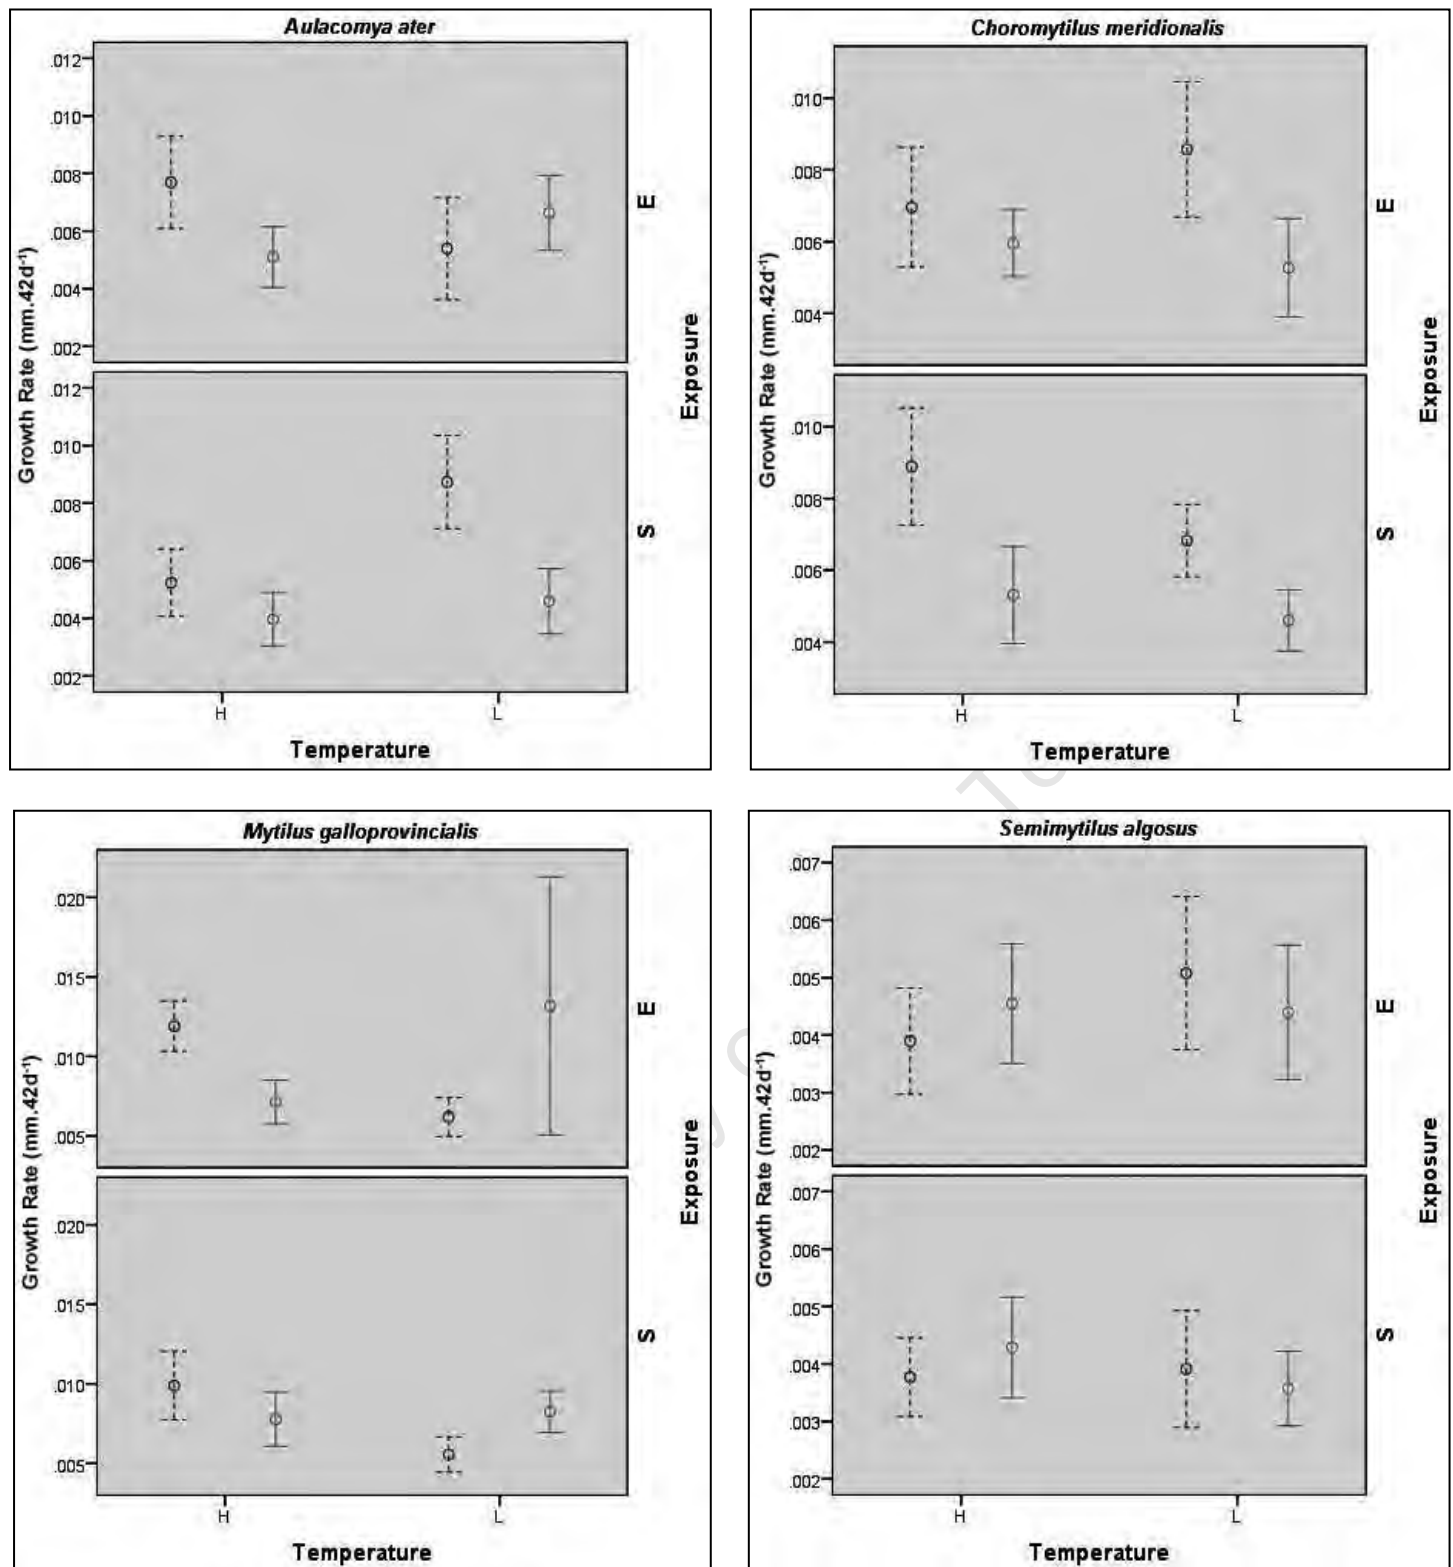 Aulacomya ater
.012
.010
.008
.006
.004
.002
E
.012
.010
.008
.006
.004
.002
S
Growth Rate (mm.42d⁻¹)
Exposure
H L
Temperature
Choromytilus meridionalis
.010
.008
.006
.004
E
.010
.008
.006
.004
S
Growth Rate (mm.42d⁻¹)
Exposure
H L
Temperature
Mytilus galloprovincialis
.020
.015
.010
.005
E
.020
.015
.010
.005
S
Growth Rate (mm.42d⁻¹)
Exposure
H L
Temperature
Semimytilus algosus
.007
.006
.005
.004
.003
.002
E
.007
.006
.005
.004
.003
.002
S
Growth Rate (mm.42d⁻¹)
Exposure
H L
Temperature